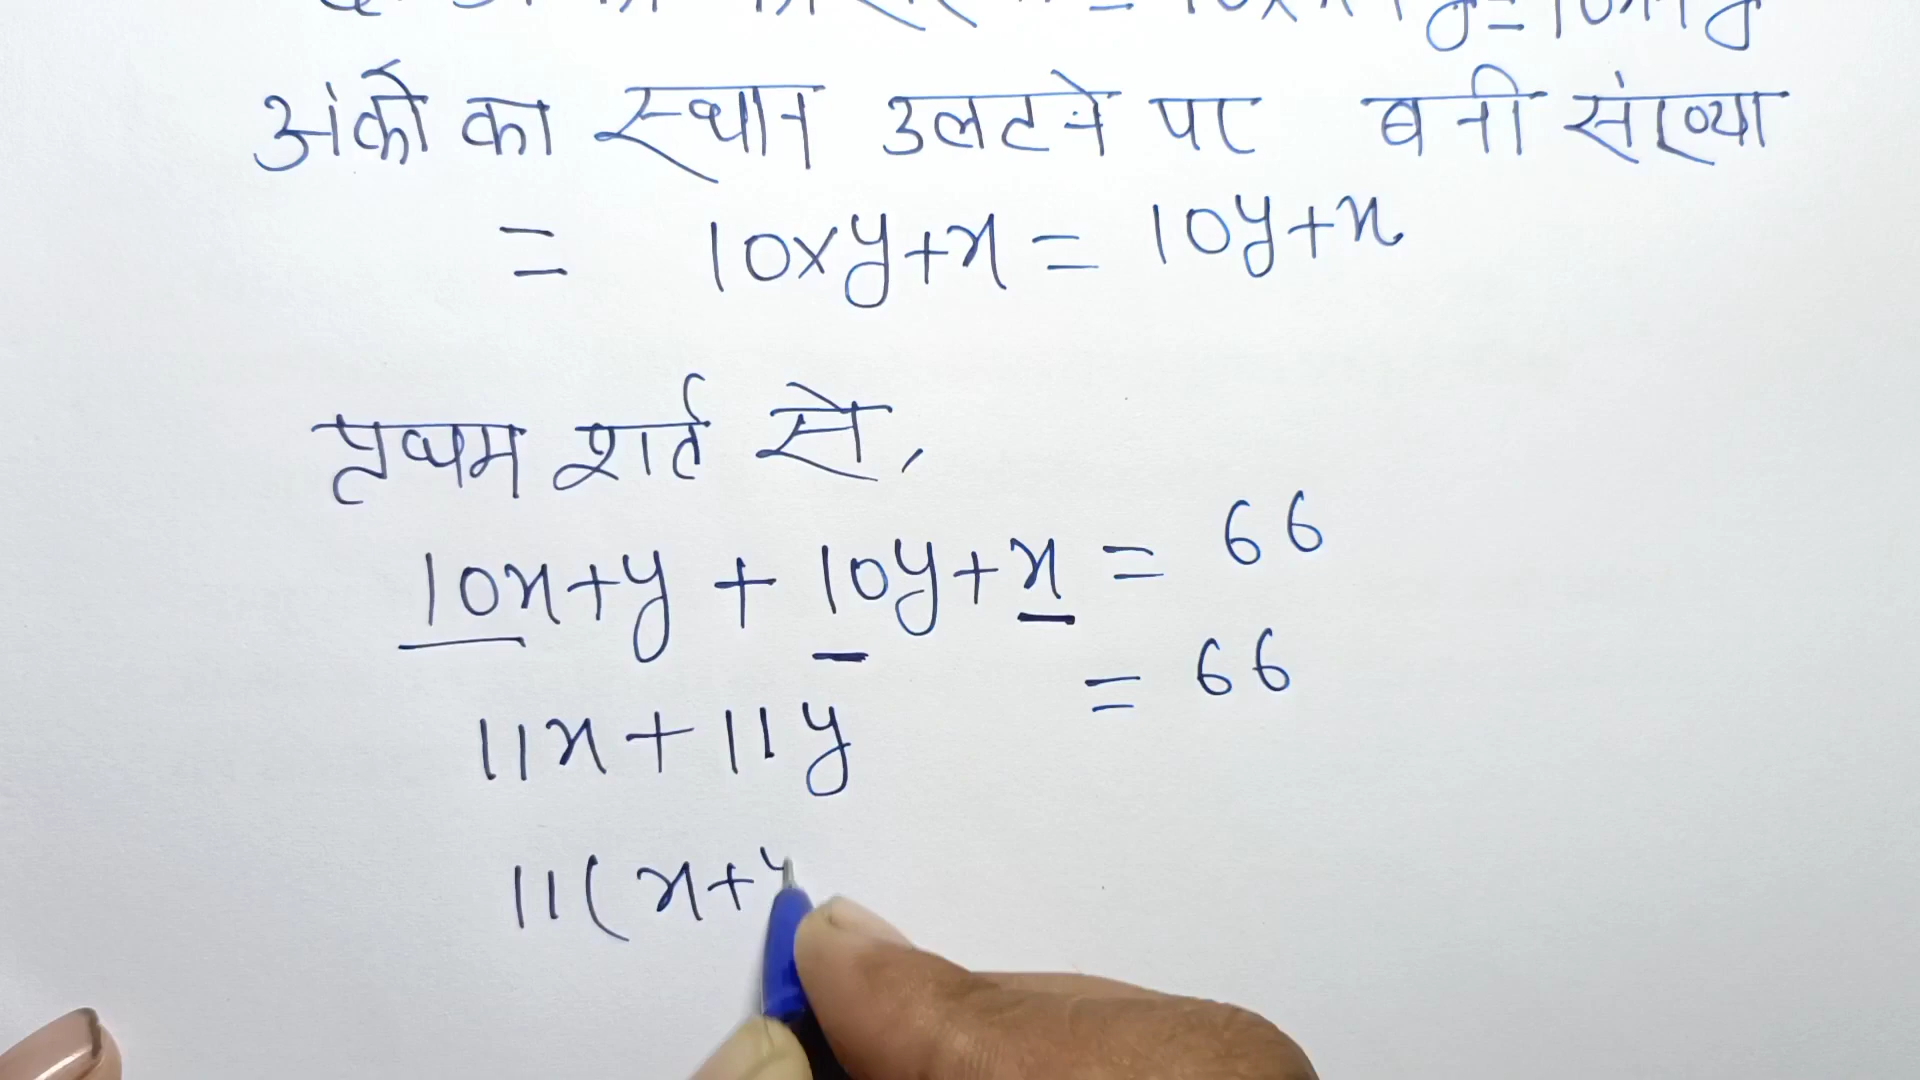 अंकों का स्थान उलटने पर बनी संख्या
= 10×y+x = 10y+x
प्रथम शर्त से,
10x+y + 10y+x = 66
11x+11y = 66
11(x+y